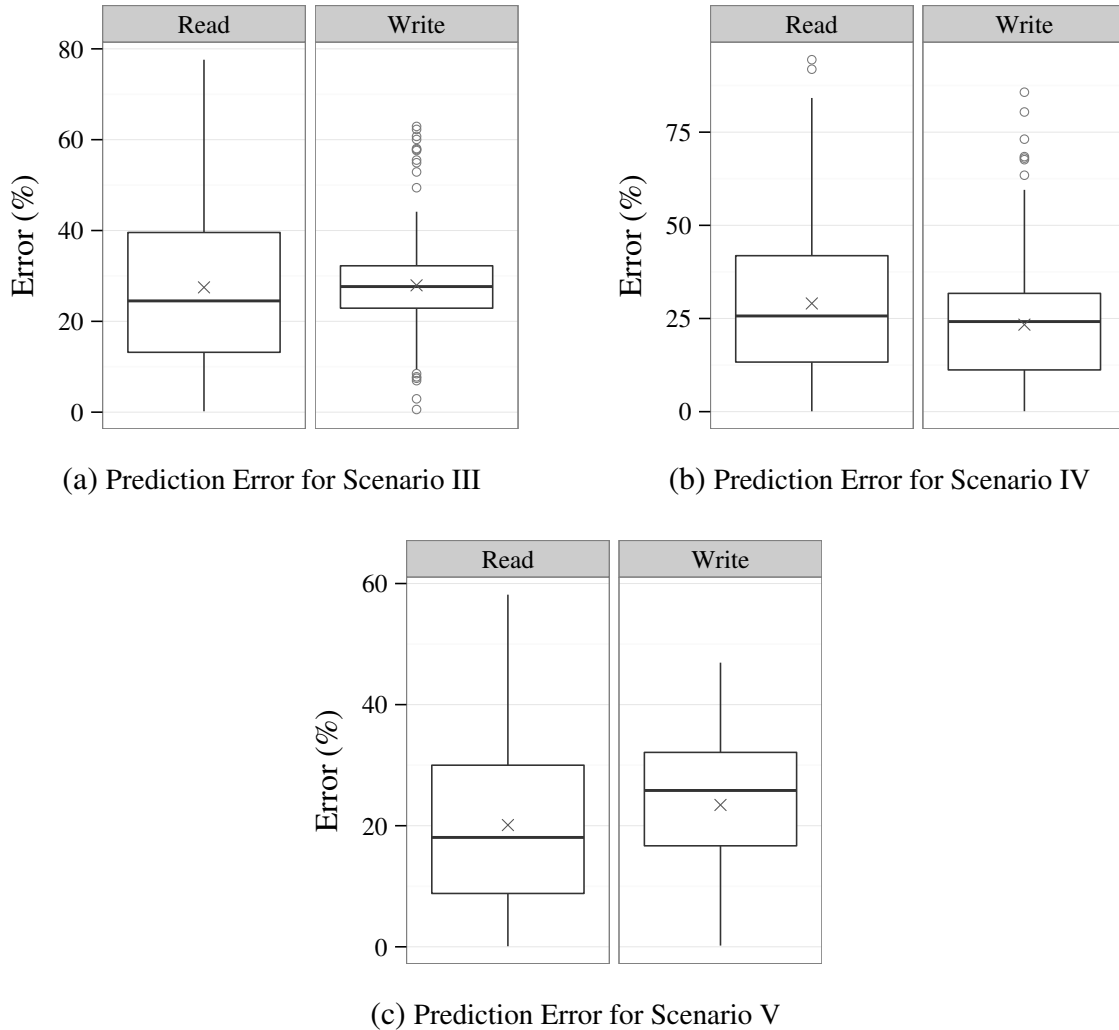 Read Write
80
60
40
20
0
Error (%)
(a) Prediction Error for Scenario III
Read Write
75
50
25
0
Error (%)
(b) Prediction Error for Scenario IV
Read Write
60
40
20
0
Error (%)
(c) Prediction Error for Scenario V